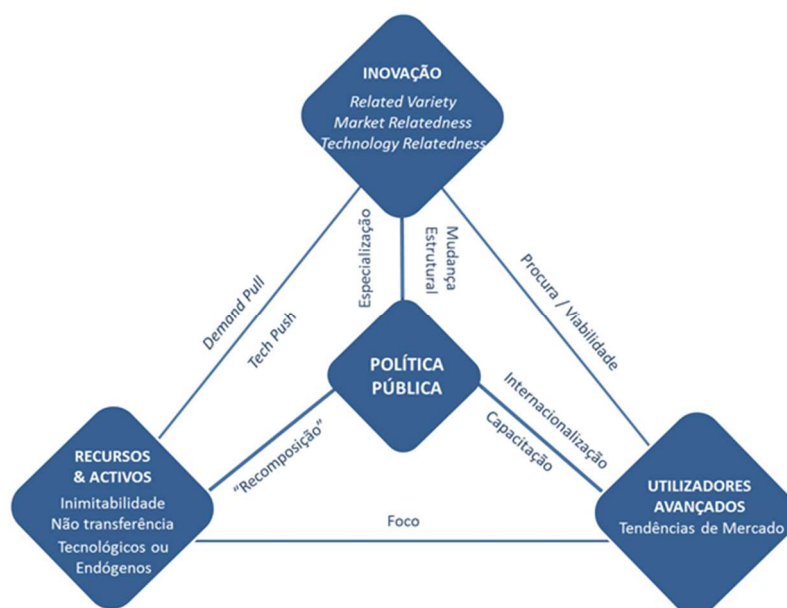 INOVAÇÃO
Related Variety
Market Relatedness
Technology Relatedness
Especialização
Mudança
Estrutural
Demand Pull
Tech Push
Procura / Viabilidade
POLÍTICA
PÚBLICA
"Recomposição"
Internacionalização
Capacitação
RECURSOS
& ACTIVOS
Inimitabilidade
Não transferência
Tecnológicos ou
Endógenos
Foco
UTILIZADORES
AVANÇADOS
Tendências de Mercado